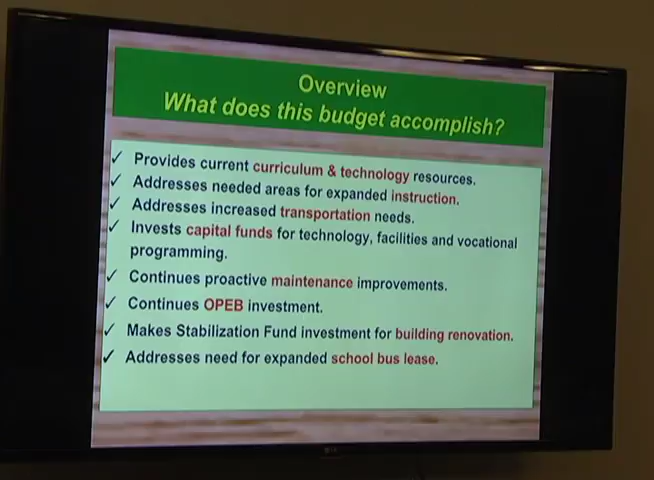 Overview
What does this budget accomplish?
✓ Provides current curriculum & technology resources.
✓ Addresses needed areas for expanded instruction.
✓ Addresses increased transportation needs.
✓ Invests capital funds for technology, facilities and vocational
programming.
✓ Continues proactive maintenance improvements.
✓ Continues OPEB investment.
✓ Makes Stabilization Fund investment for building renovation.
✓ Addresses need for expanded school bus lease.
LG